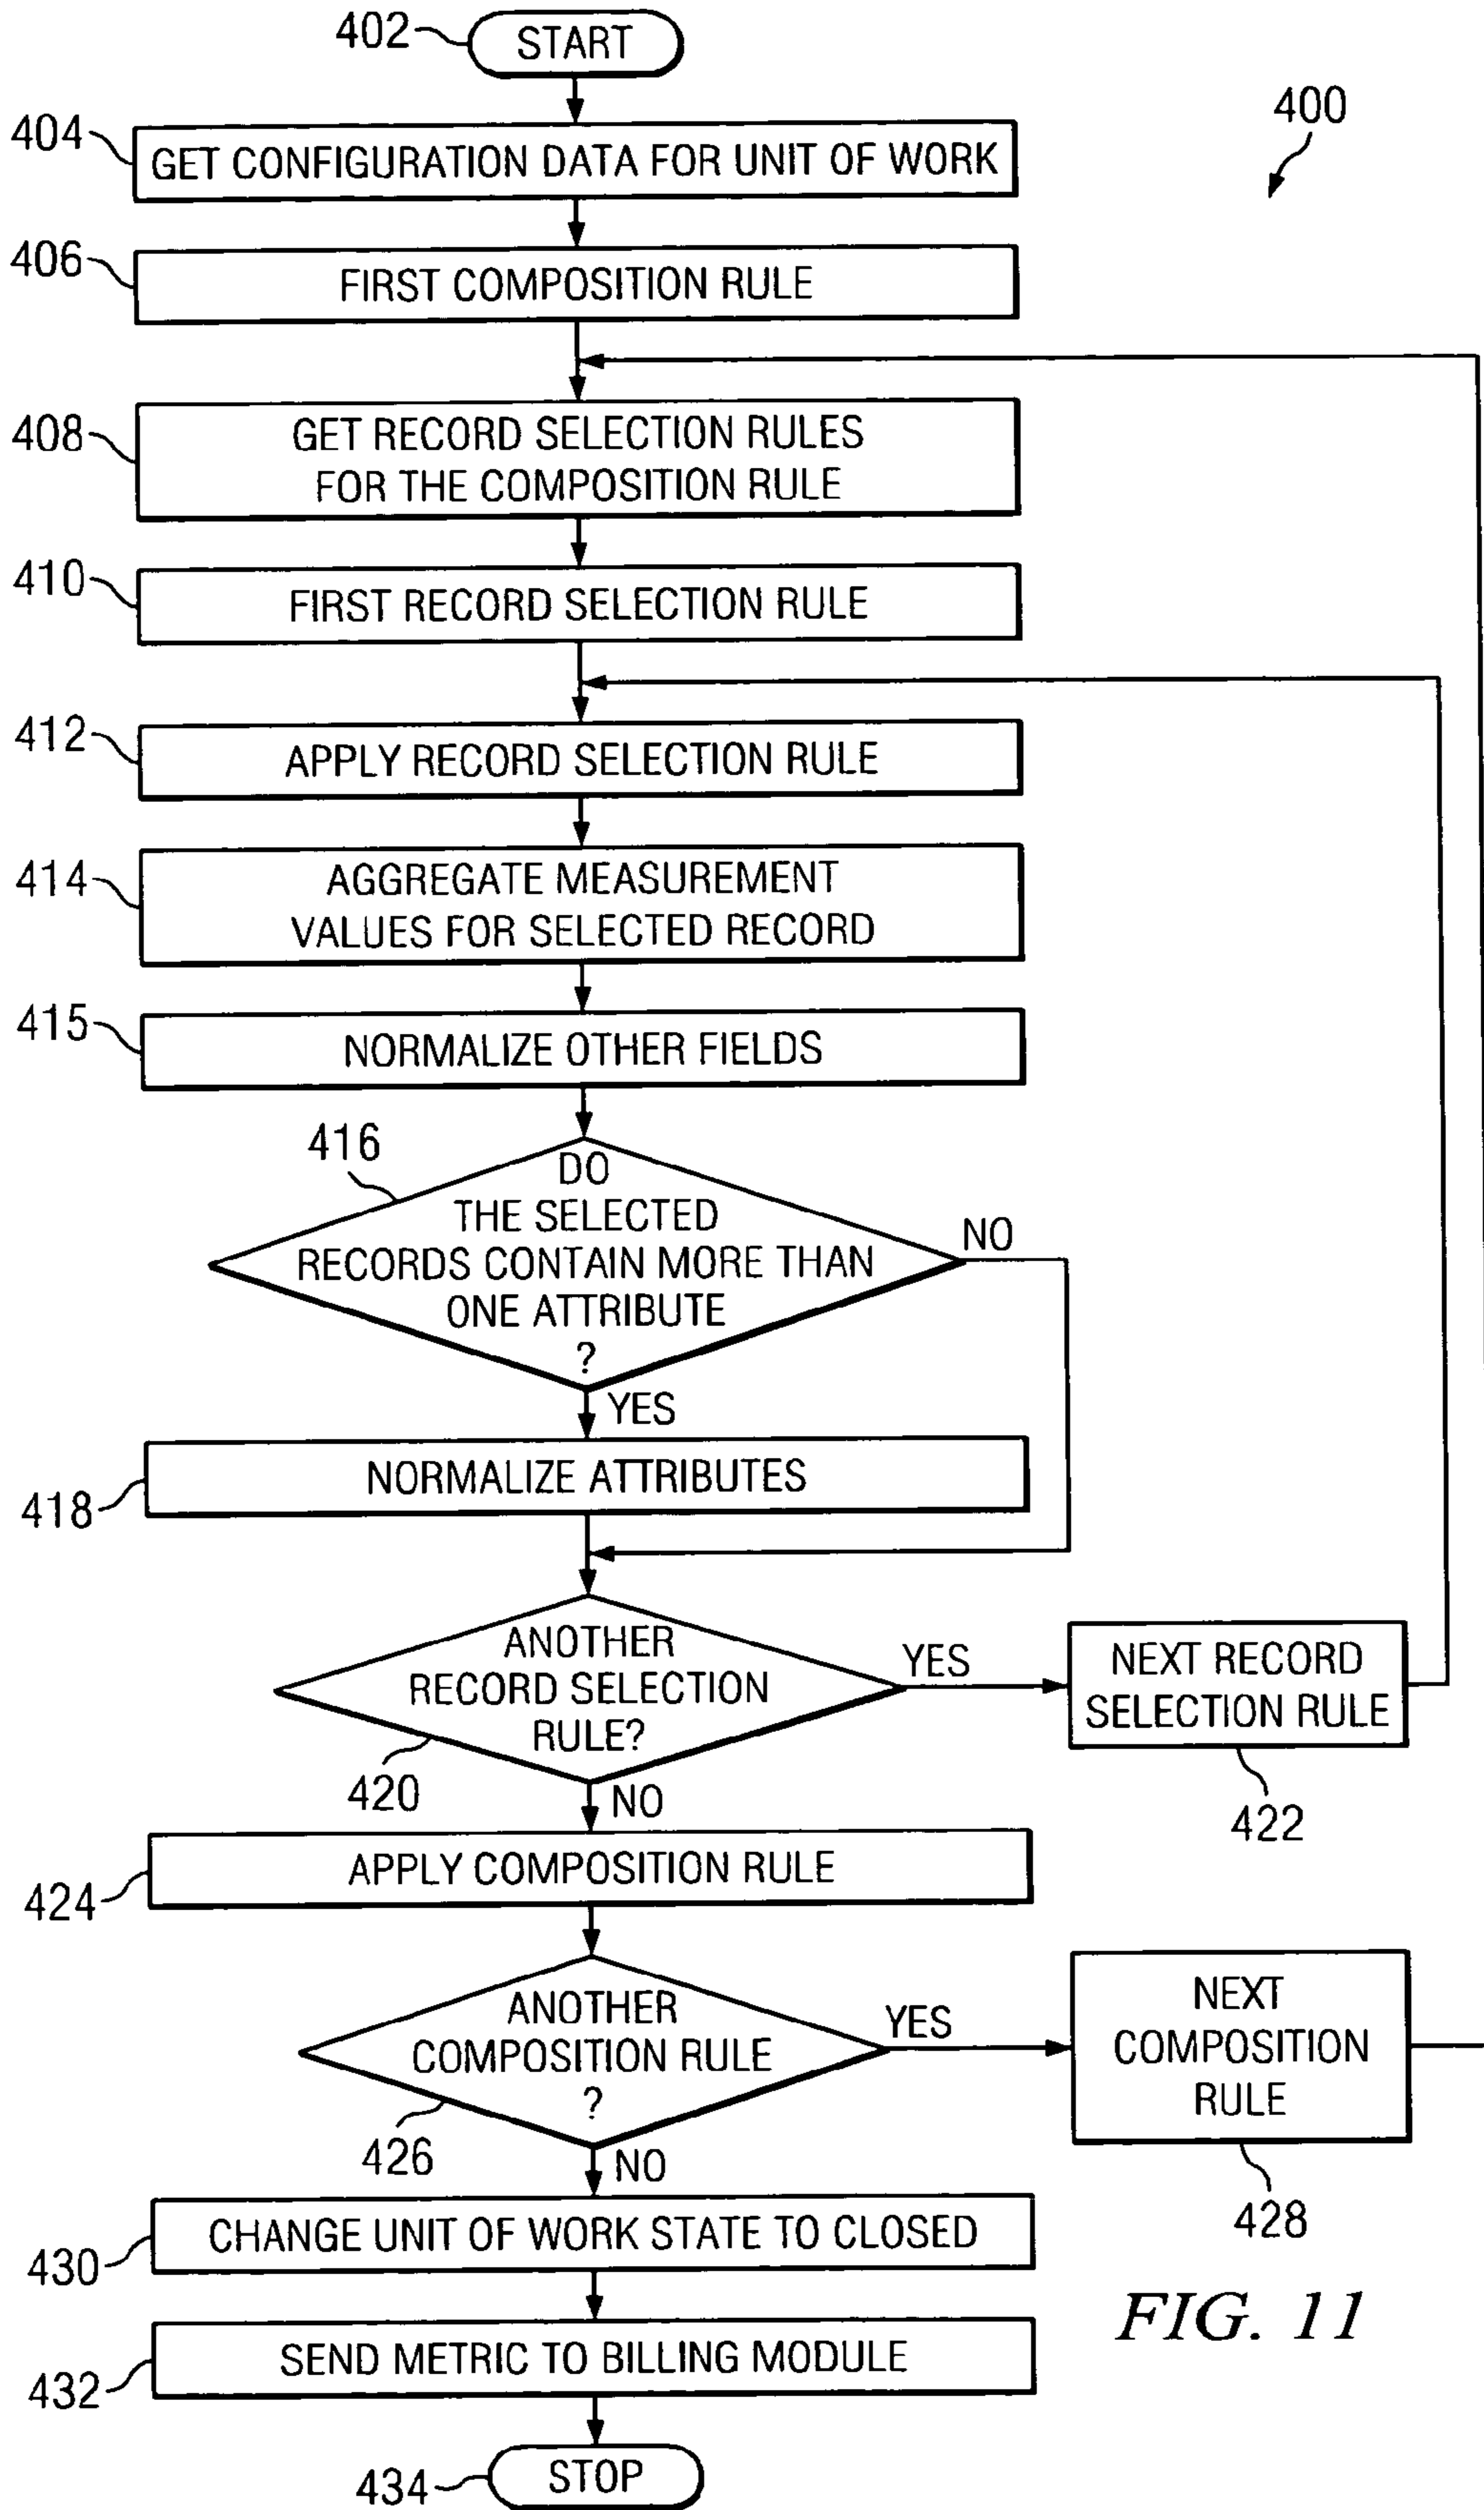 402
START
400
404
GET CONFIGURATION DATA FOR UNIT OF WORK
406
FIRST COMPOSITION RULE
408
GET RECORD SELECTION RULES
FOR THE COMPOSITION RULE
410
FIRST RECORD SELECTION RULE
412
APPLY RECORD SELECTION RULE
414
AGGREGATE MEASUREMENT
VALUES FOR SELECTED RECORD
415
NORMALIZE OTHER FIELDS
416
DO
THE SELECTED
RECORDS CONTAIN MORE THAN
ONE ATTRIBUTE
?
NO
YES
418
NORMALIZE ATTRIBUTES
ANOTHER
RECORD SELECTION
RULE?
420
YES
NEXT RECORD
SELECTION RULE
422
NO
424
APPLY COMPOSITION RULE
ANOTHER
COMPOSITION RULE
?
426
YES
NEXT
COMPOSITION
RULE
428
NO
430
CHANGE UNIT OF WORK STATE TO CLOSED
432
SEND METRIC TO BILLING MODULE
434
STOP
FIG. 11